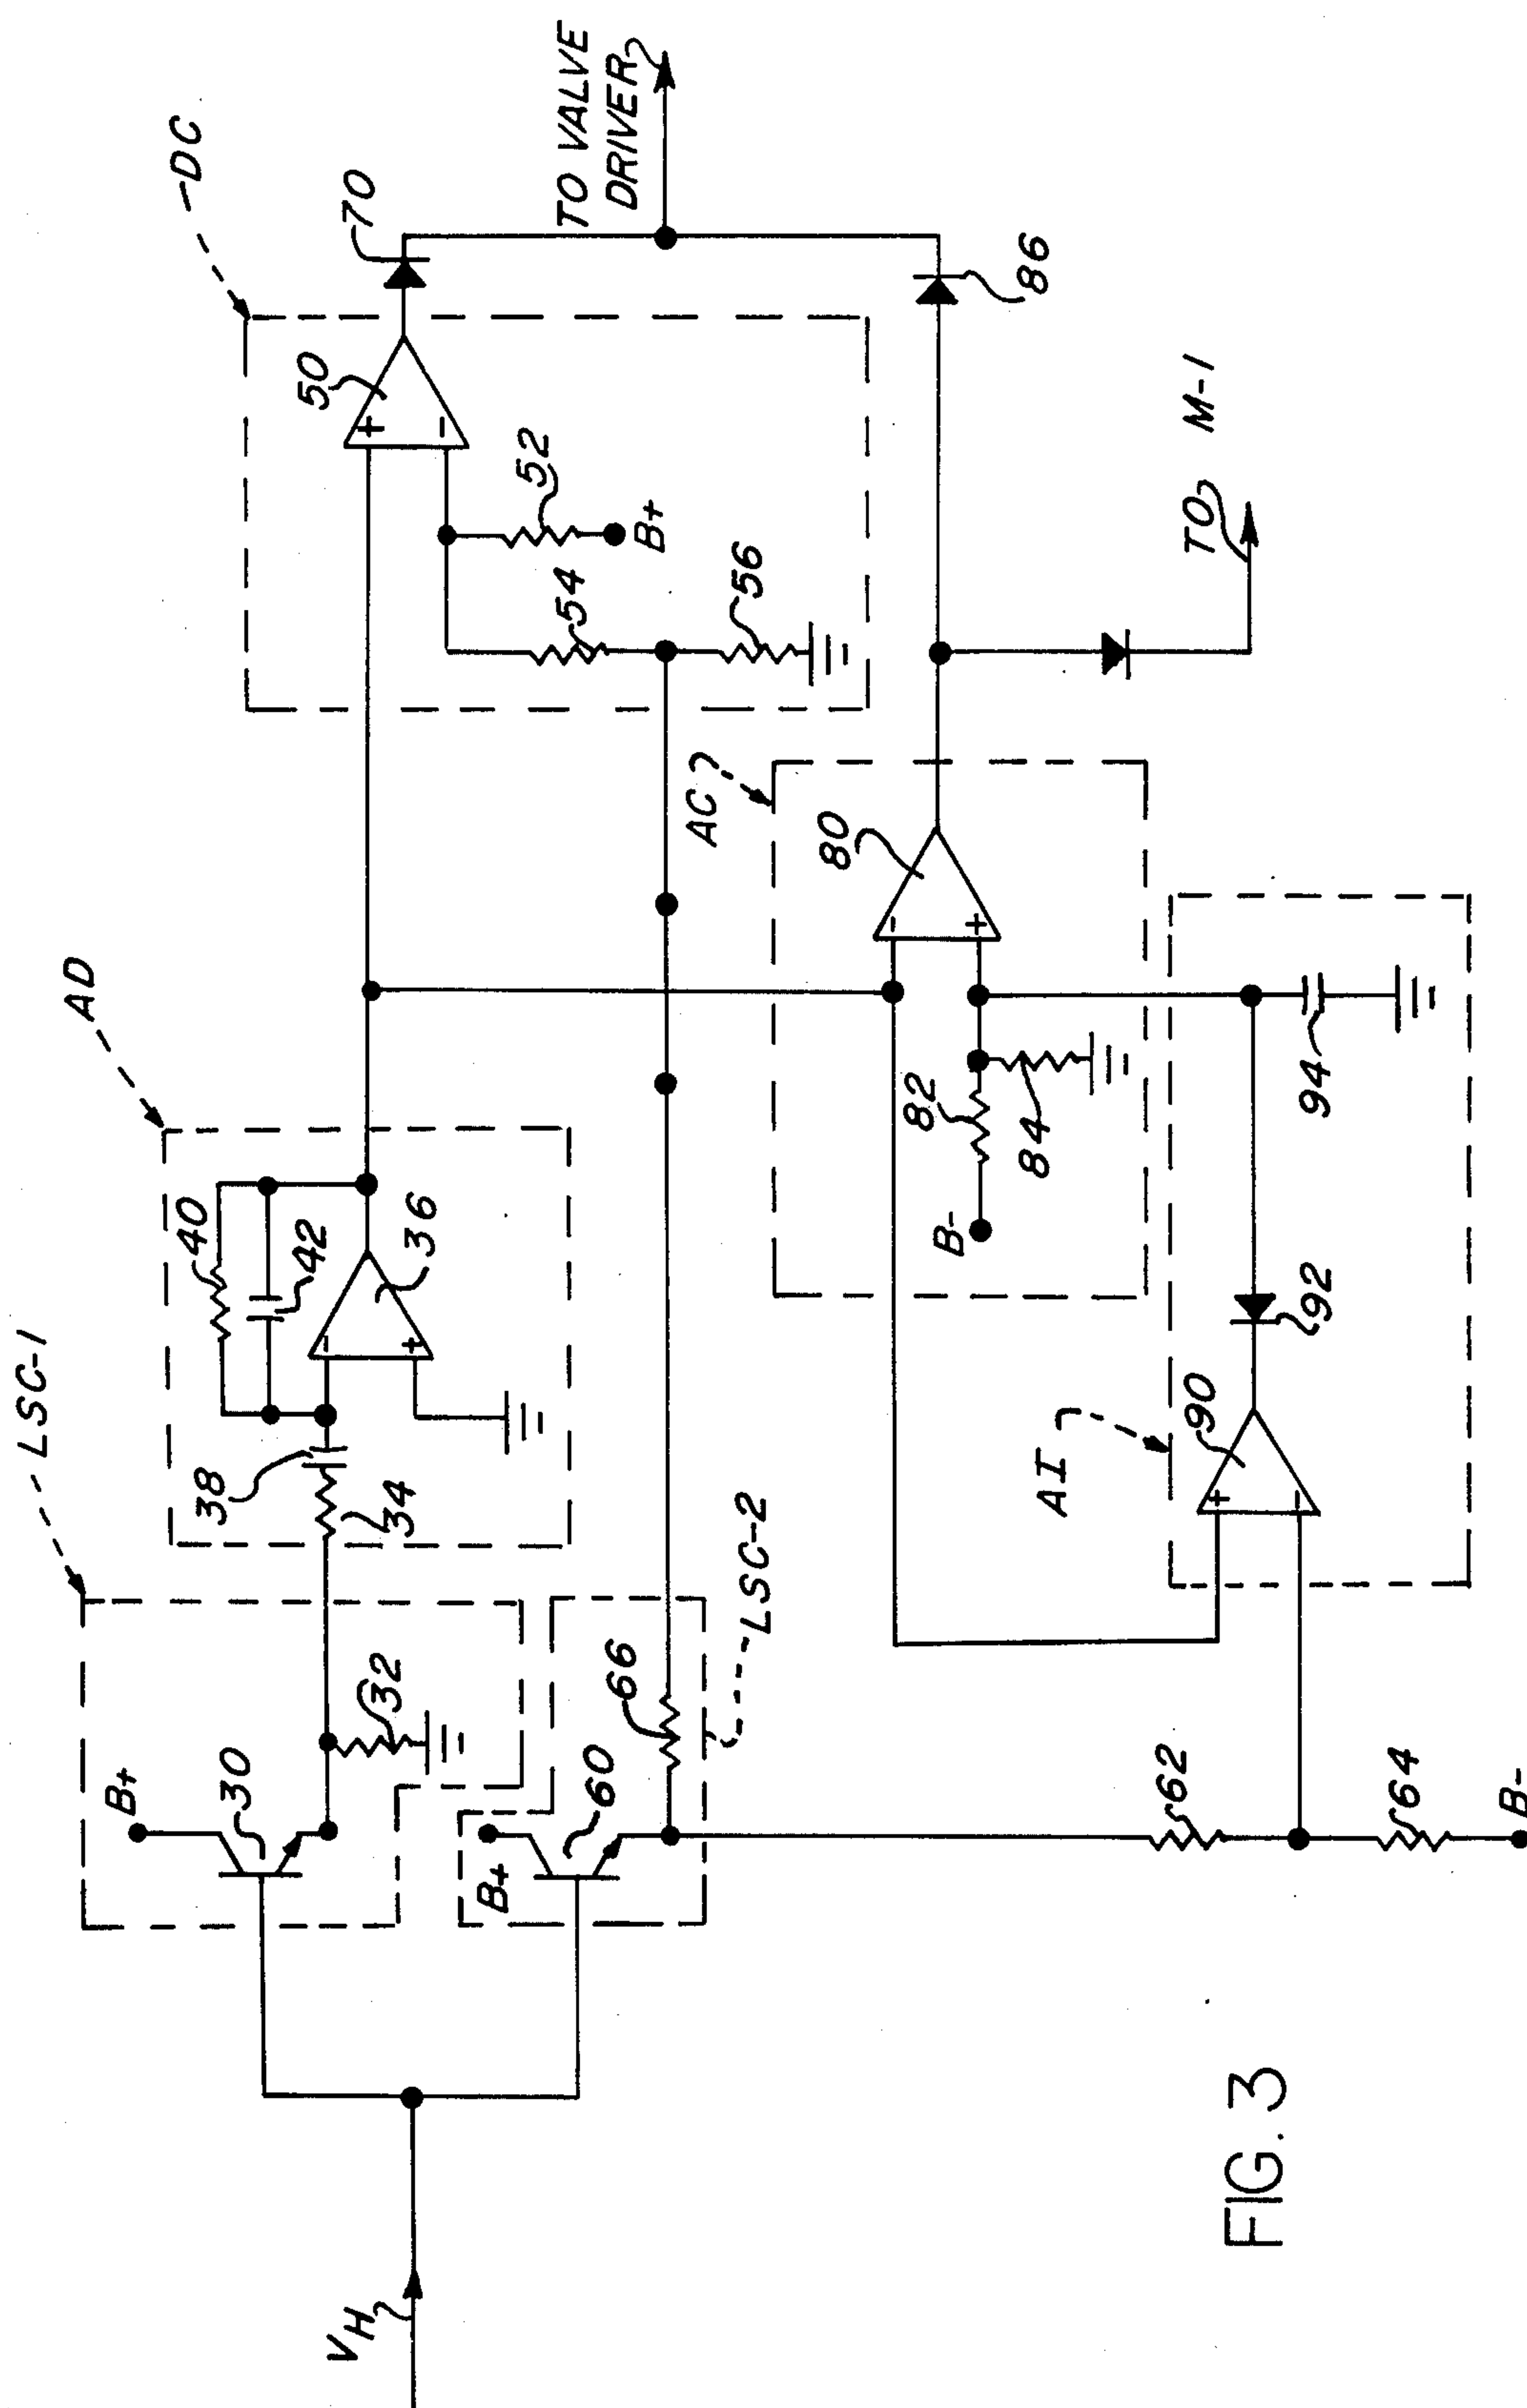 LSC-1
AD
DC
B+
30
32
38
34
40
42
36
50
70
52
B+
54
56
TO VALVE
DRIVER
VH
B+
60
66
LSC-2
AC
80
82
84
B-
86
TO M-1
AI
90
92
94
62
64
B-
+
-
+
-
-
+
-
+
FIG. 3